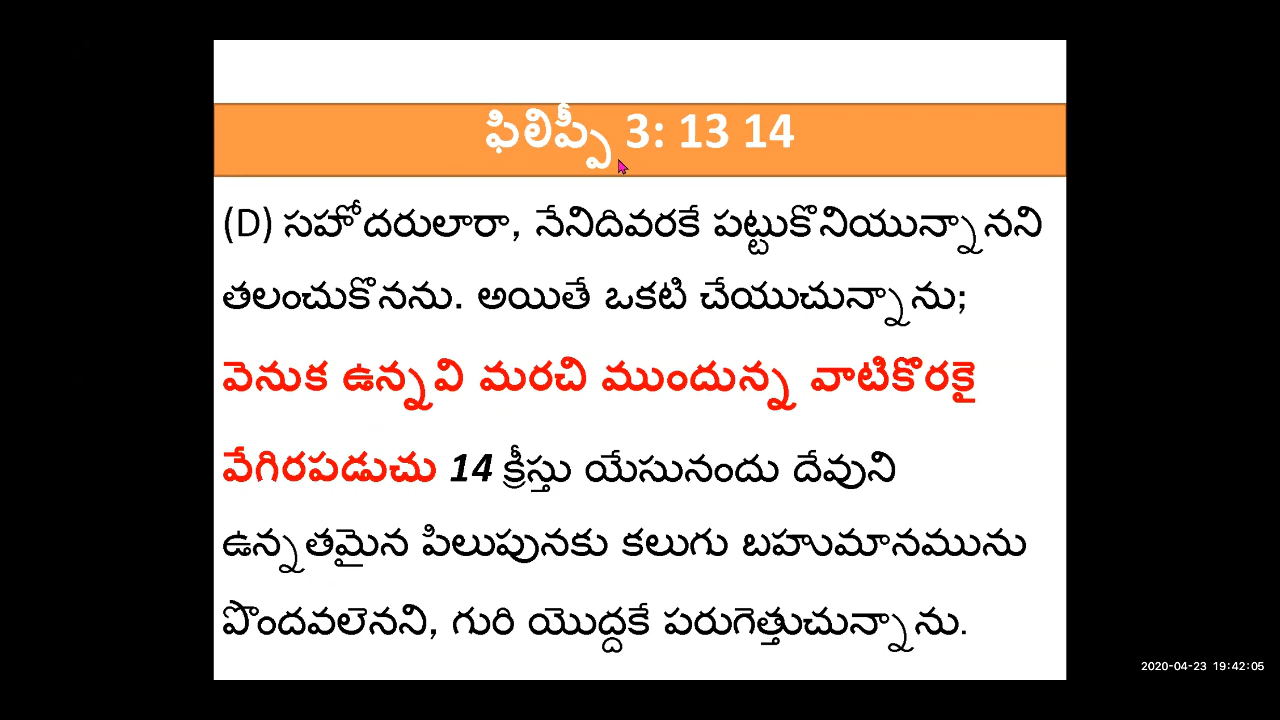 ఫిలిప్పీ 3: 13 14
(D) సహోదరులారా, నేనిదివరకే పట్టుకొనియున్నానని
తలంచుకొనను. అయితే ఒకటి చేయుచున్నాను;
వెనుక ఉన్నవి మరచి ముందున్న వాటికొరకై
వేగిరపడుచు 14 క్రీస్తు యేసునందు దేవుని
ఉన్నతమైన పిలుపునకు కలుగు బహుమానమును
పొందవలెనని, గురి యొద్దకే పరుగెత్తుచున్నాను.
2020-04-23 19:42:05